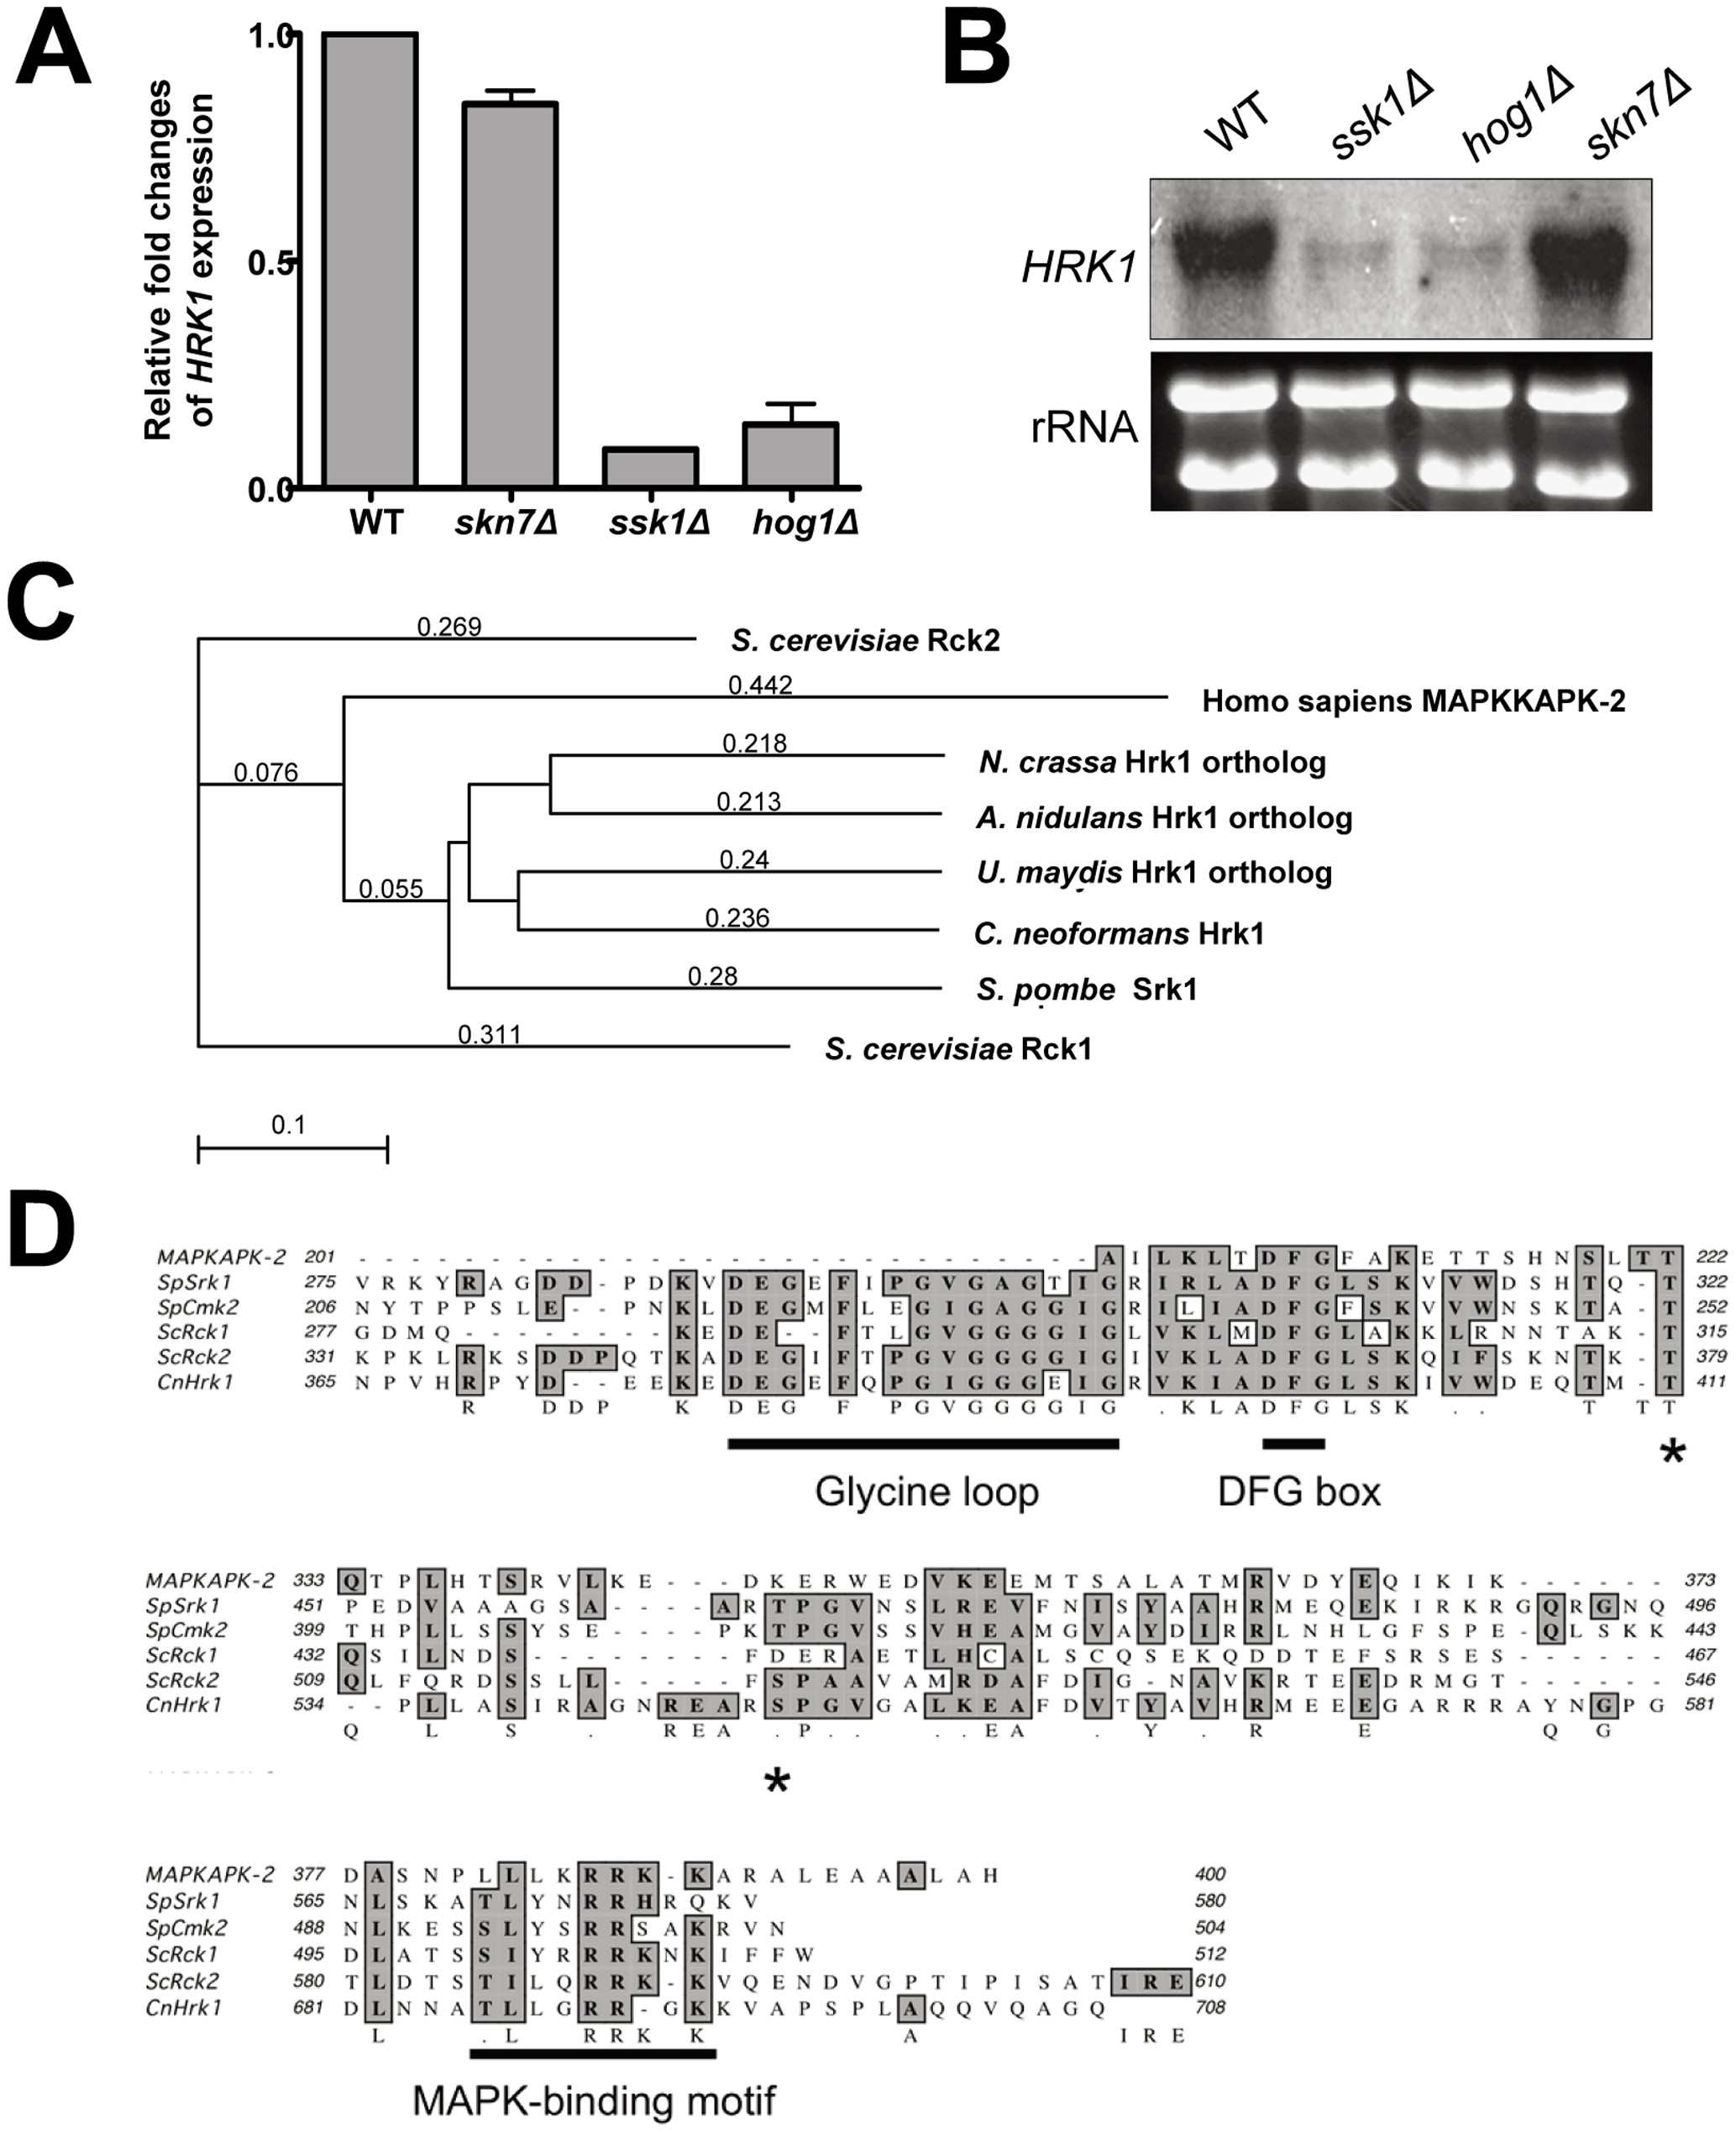 A
Relative fold changes
of HRK1 expression
1.0
0.5
0.0
WT skn7Δ ssk1Δ hog1Δ
B
WT ssk1Δ hog1Δ skn7Δ
HRK1
rRNA
C
0.269 S. cerevisiae Rck2
0.442 Homo sapiens MAPKKAPK-2
0.218 N. crassa Hrk1 ortholog
0.076
0.213 A. nidulans Hrk1 ortholog
0.24 U. maydis Hrk1 ortholog
0.055
0.236 C. neoformans Hrk1
0.28 S. pombe Srk1
0.311 S. cerevisiae Rck1
0.1
D
MAPKAPK-2 201 - - - - - - - - - - - - - - - - - - - - - - - - - - - - A I L K L T D F G F A K E T T S H N S L T T 222
SpSrk1 275 V R K Y R A G D D - P D K V D E G E F I P G V G A G T I G R I R L A D F G L S K V V W D S H T Q - T 322
SpCmk2 206 N Y T P P S L E - - P N K L D E G M F L E G I G A G G I G R I L I A D F G F S K V V W N S K T A - T 252
ScRck1 277 G D M Q - - - - - - - - K E D E - - F T L G V G G G G I G L V K L M D F G L A K K L R N N T A K - T 315
ScRck2 331 K P K L R K S D D P Q T K A D E G I F T P G V G G G G I G I V K L A D F G L S K Q I F S K N T K - T 379
CnHrk1 365 N P V H R P Y D - - E E K E D E G E F Q P G I G G G E I G R V K I A D F G L S K I V W D E Q T M - T 411
R D D P K D E G F P G V G G G G I G . K L A D F G L S K . . T T T
*
Glycine loop DFG box
MAPKAPK-2 333 Q T P L H T S R V L K E - - - D K E R W E D V K E E M T S A L A T M R V D Y E Q I K I K - - - - - - 373
SpSrk1 451 P E D V A A A G S A - - - - A R T P G V N S L R E V F N I S Y A A H R M E Q E K I R K R G Q R G N Q 496
SpCmk2 399 T H P L L S S Y S E - - - - P K T P G V S S V H E A M G V A Y D I R R L N H L G F S P E - Q L S K K 443
ScRck1 432 Q S I L N D S - - - - - - - - F D E R A E T L H C A L S C Q S E K Q D D T E F S R S E S - - - - - - 467
ScRck2 509 Q L F Q R D S S L L - - - - - F S P A A V A M R D A F D I G - N A V K R T E E D R M G T - - - - - - 546
CnHrk1 534 - - P L L A S I R A G N R E A R S P G V G A L K E A F D V T Y A V H R M E E E G A R R R A Y N G P G 581
Q L S . R E A . P . . . . E A . Y . R E Q G
*
MAPKAPK-2 377 D A S N P L L L K R R K - K A R A L E A A A L A H 400
SpSrk1 565 N L S K A T L Y N R R H R Q K V 580
SpCmk2 488 N L K E S S L Y S R R S A K R V N 504
ScRck1 495 D L A T S S I Y R R R K N K I F F W 512
ScRck2 580 T L D T S T I L Q R R K - K V Q E N D V G P T I P I S A T I R E 610
CnHrk1 681 D L N N A T L L G R R - G K K V A P S P L A Q Q V Q A G Q 708
L . L R R K K A I R E
MAPK-binding motif